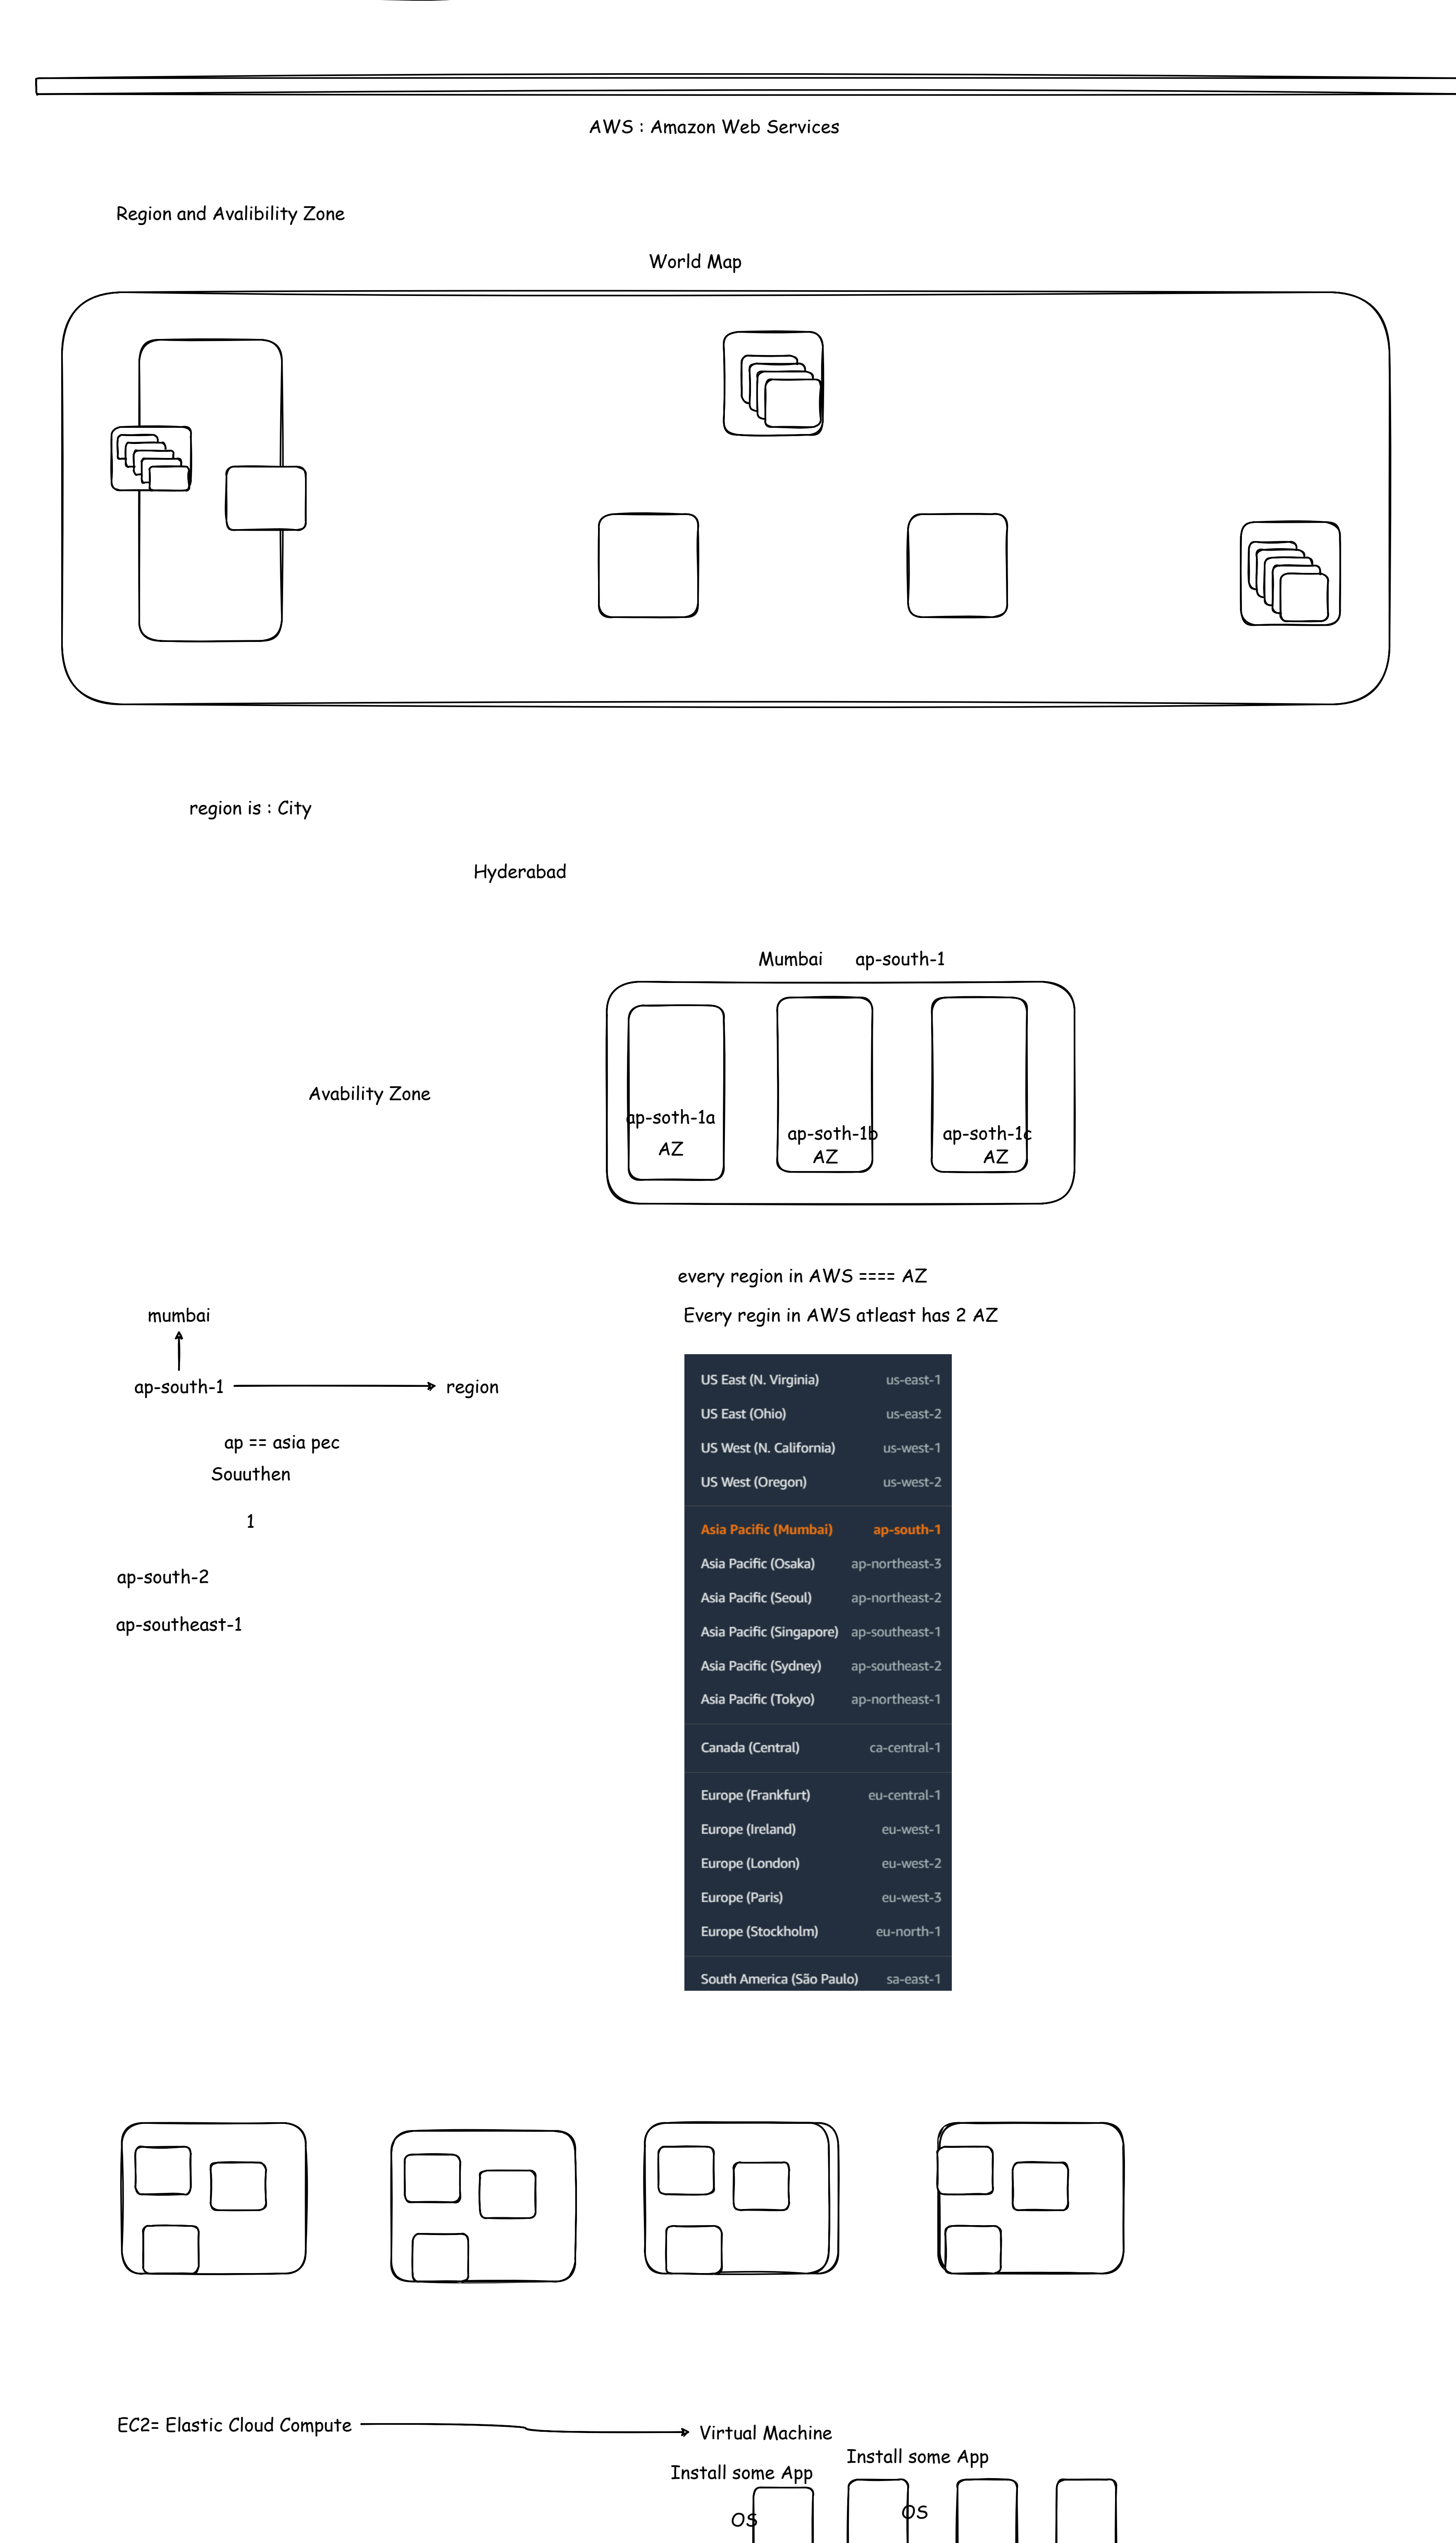 AWS : Amazon Web Services
Region and Avalibility Zone
World Map
region is : City
Hyderabad
Mumbai ap-south-1
Avability Zone
ap-soth-1a
AZ
ap-soth-1b
AZ
ap-soth-1c
AZ
every region in AWS ==== AZ
Every regin in AWS atleast has 2 AZ
mumbai
ap-south-1
region
ap == asia pec
Souuthen
1
ap-south-2
ap-southeast-1
US East (N. Virginia) us-east-1
US East (Ohio) us-east-2
US West (N. California) us-west-1
US West (Oregon) us-west-2
Asia Pacific (Mumbai) ap-south-1
Asia Pacific (Osaka) ap-northeast-3
Asia Pacific (Seoul) ap-northeast-2
Asia Pacific (Singapore) ap-southeast-1
Asia Pacific (Sydney) ap-southeast-2
Asia Pacific (Tokyo) ap-northeast-1
Canada (Central) ca-central-1
Europe (Frankfurt) eu-central-1
Europe (Ireland) eu-west-1
Europe (London) eu-west-2
Europe (Paris) eu-west-3
Europe (Stockholm) eu-north-1
South America (São Paulo) sa-east-1
EC2= Elastic Cloud Compute
Virtual Machine
Install some App
Install some App
OS
OS